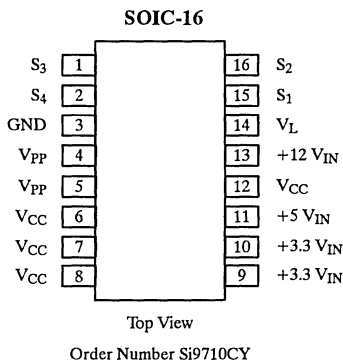 SOIC-16
S3 1 16 S2
S4 2 15 S1
GND 3 14 VL
VPP 4 13 +12 VIN
VPP 5 12 VCC
VCC 6 11 +5 VIN
VCC 7 10 +3.3 VIN
VCC 8 9 +3.3 VIN
Top View
Order Number Si9710CY